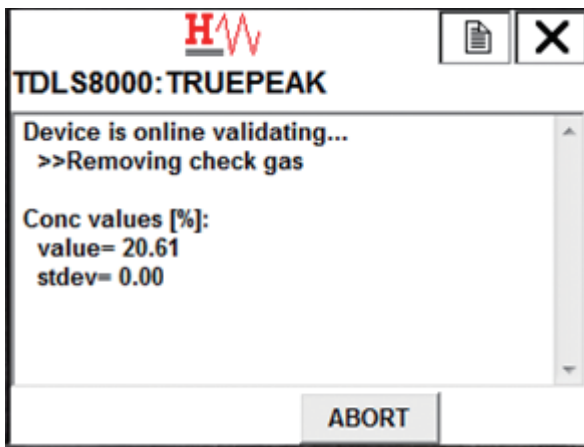 H
TDLS8000:TRUEPEAK
Device is online validating...
>>Removing check gas
Conc values [%]:
value= 20.61
stdev= 0.00
ABORT